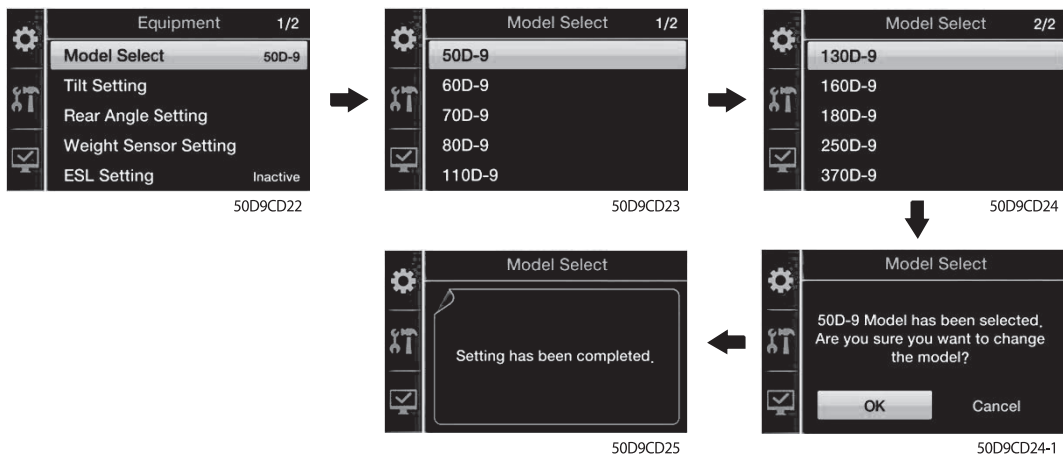 Equipment 1/2
Model Select 50D-9
Tilt Setting
Rear Angle Setting
Weight Sensor Setting
ESL Setting Inactive
50D9CD22
Model Select 1/2
50D-9
60D-9
70D-9
80D-9
110D-9
50D9CD23
Model Select 2/2
130D-9
160D-9
180D-9
250D-9
370D-9
50D9CD24
Model Select
50D-9 Model has been selected.
Are you sure you want to change
the model?
OK Cancel
50D9CD24-1
Model Select
Setting has been completed.
50D9CD25